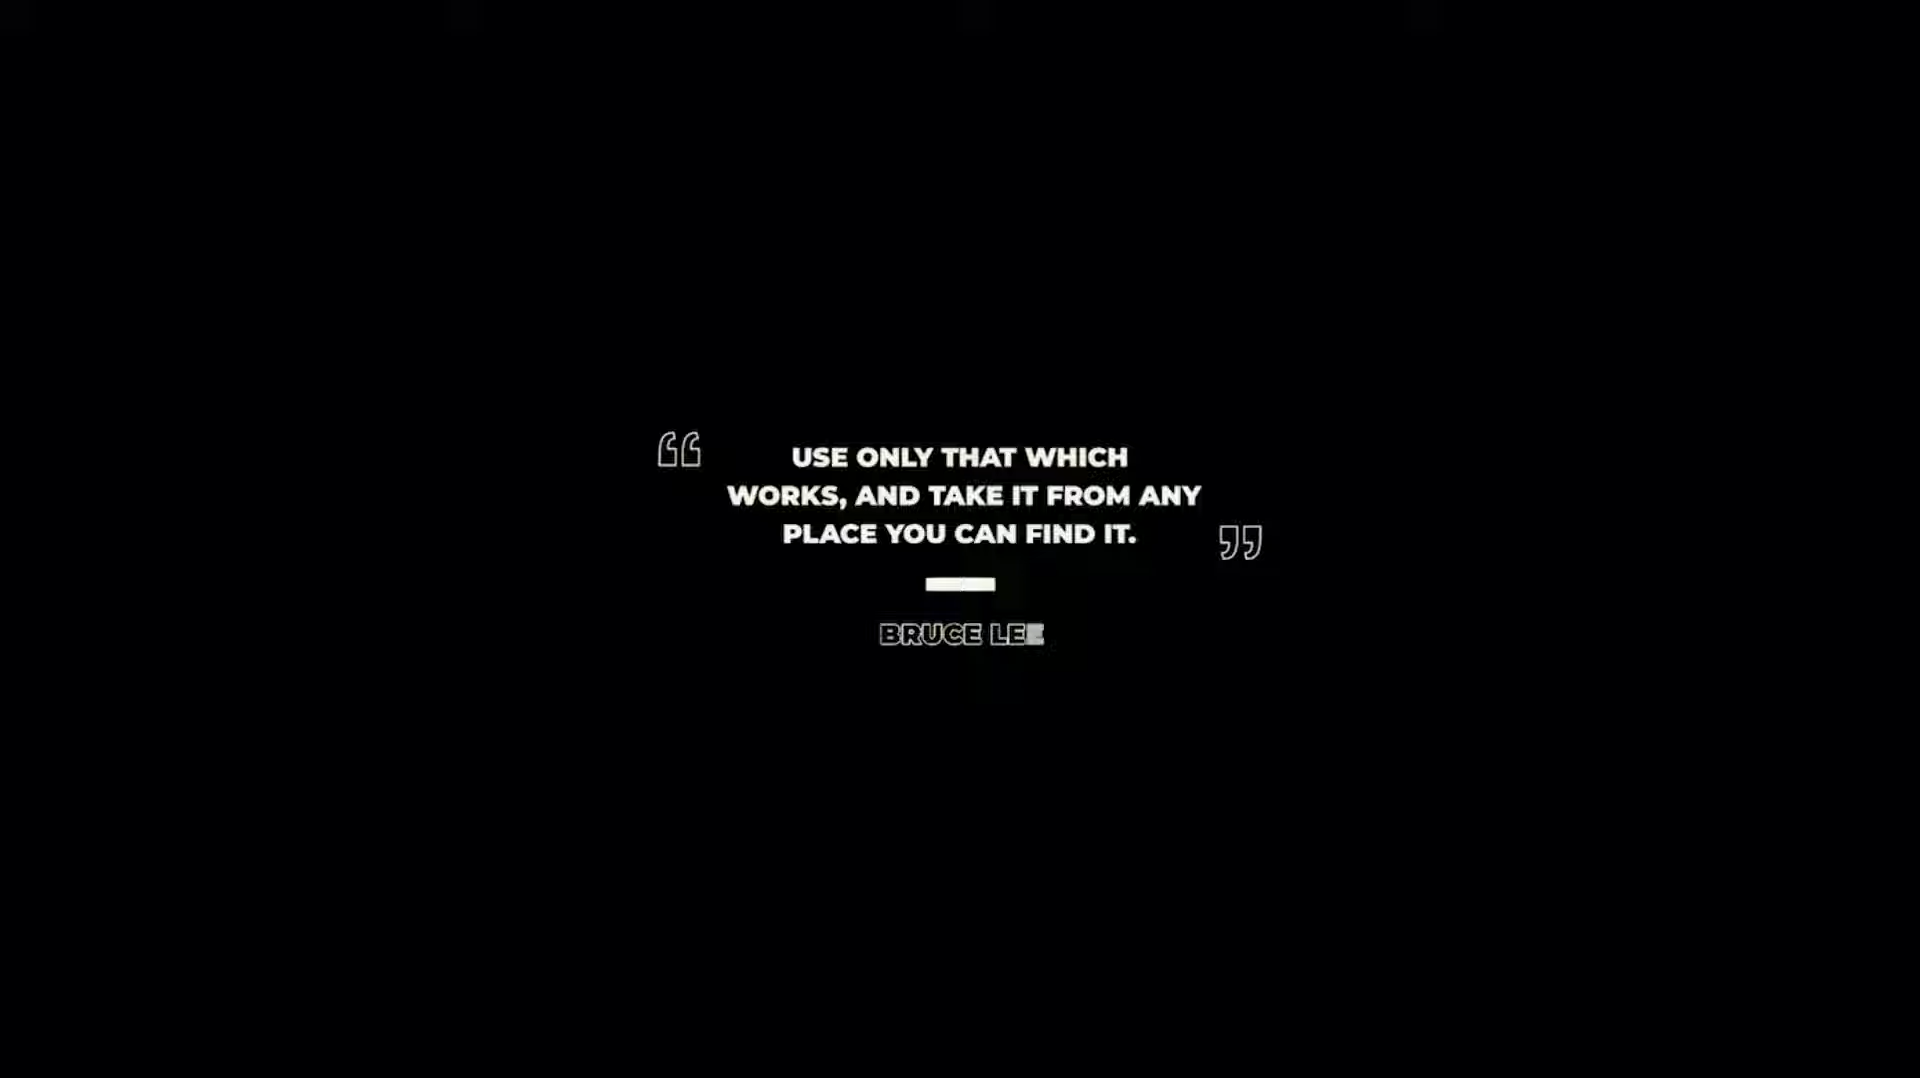 “ USE ONLY THAT WHICH
WORKS, AND TAKE IT FROM ANY
PLACE YOU CAN FIND IT. ”
BRUCE LEE